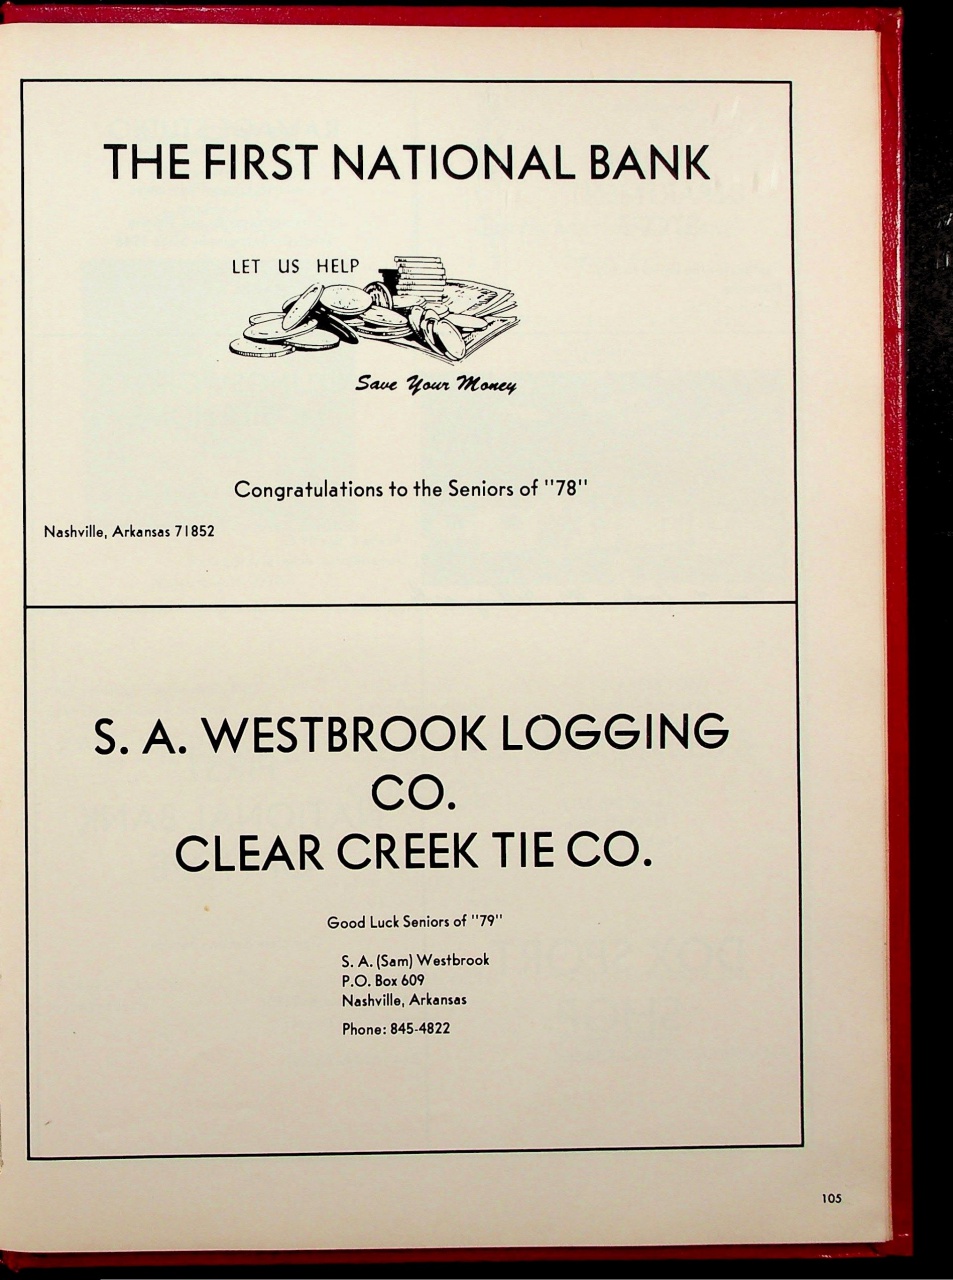 THE FIRST NATIONAL BANK
LET US HELP
Save Your Money
Congratulations to the Seniors of "78"
Nashville, Arkansas 71852
S. A. WESTBROOK LOGGING
CO.
CLEAR CREEK TIE CO.
Good Luck Seniors of "79"
S. A. (Sam) Westbrook
P.O. Box 609
Nashville, Arkansas
Phone: 845-4822
105